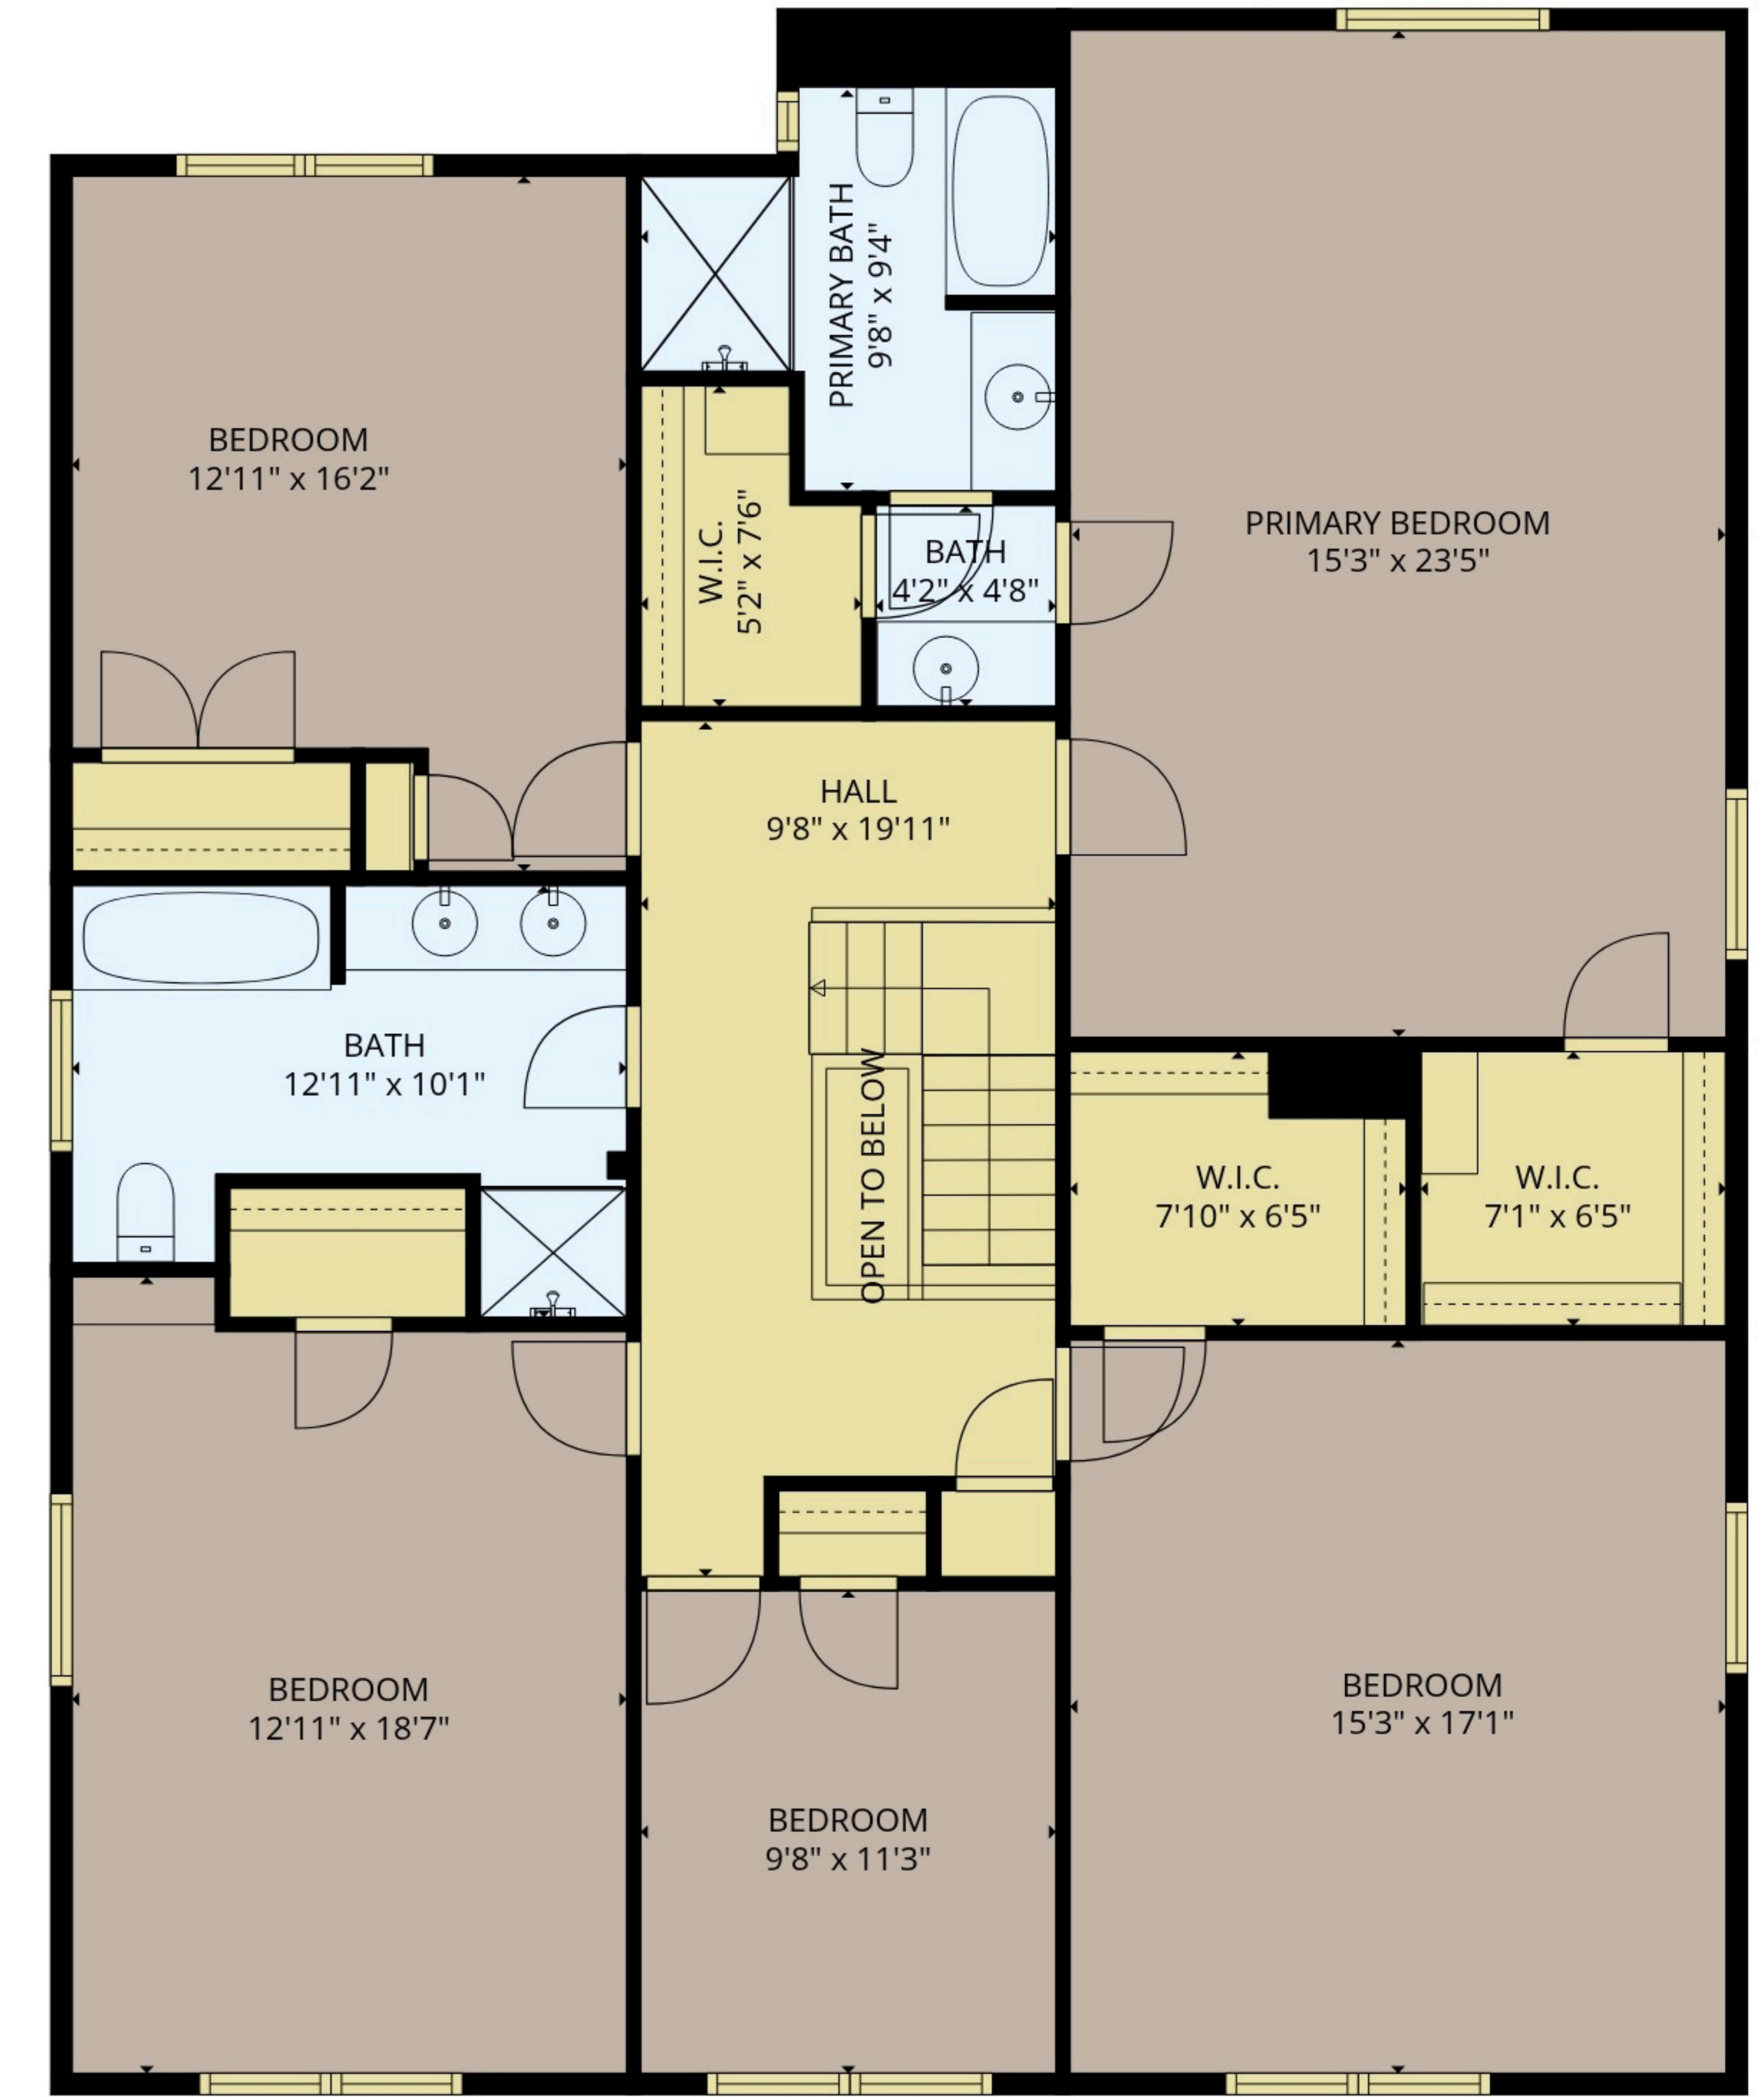 PRIMARY BATH
9'8" x 9'4"
BEDROOM
12'11" x 16'2"
W.I.C.
5'2" x 7'6"
BATH
4'2" x 4'8"
PRIMARY BEDROOM
15'3" x 23'5"
HALL
9'8" x 19'11"
BATH
12'11" x 10'1"
OPEN TO BELOW
W.I.C.
7'10" x 6'5"
W.I.C.
7'1" x 6'5"
BEDROOM
12'11" x 18'7"
BEDROOM
9'8" x 11'3"
BEDROOM
15'3" x 17'1"